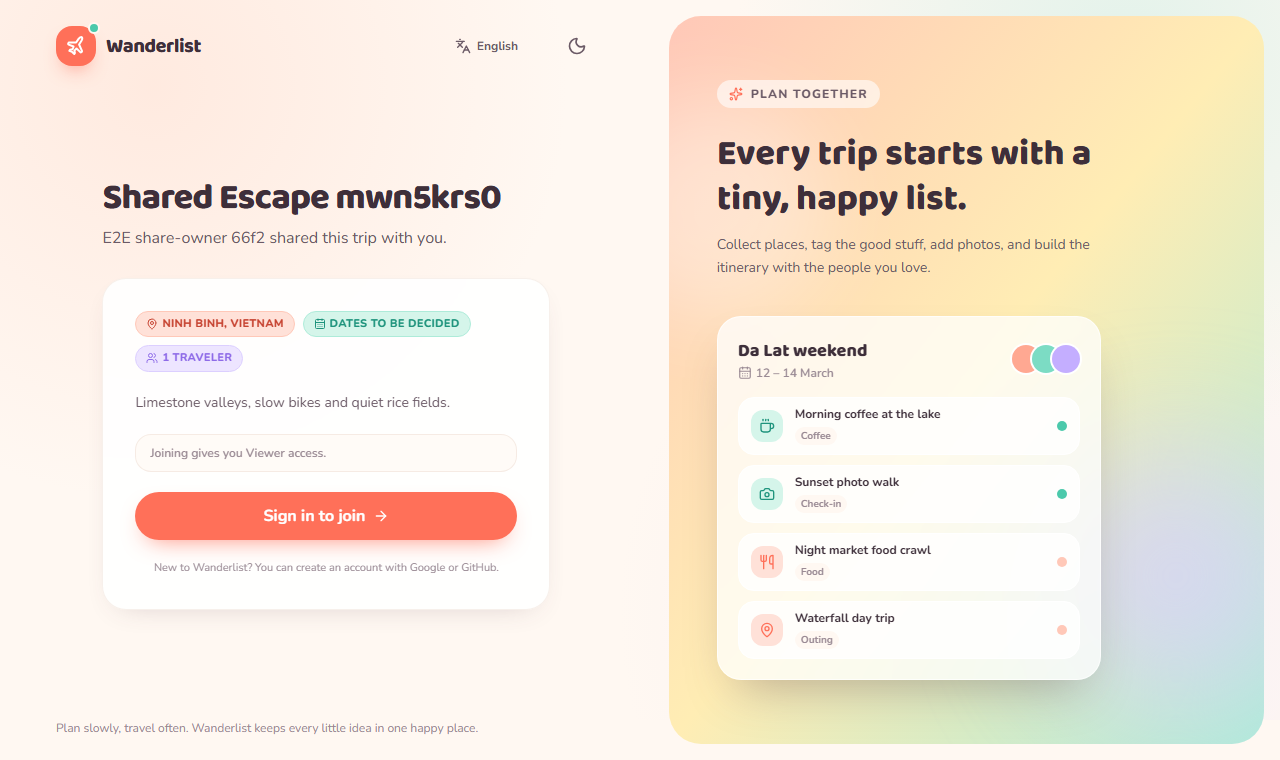 Wanderlist
English
Shared Escape mwn5krs0
E2E share-owner 66f2 shared this trip with you.
NINH BINH, VIETNAM
DATES TO BE DECIDED
1 TRAVELER
Limestone valleys, slow bikes and quiet rice fields.
Joining gives you Viewer access.
Sign in to join
New to Wanderlist? You can create an account with Google or GitHub.
Plan slowly, travel often. Wanderlist keeps every little idea in one happy place.
PLAN TOGETHER
Every trip starts with a
tiny, happy list.
Collect places, tag the good stuff, add photos, and build the
itinerary with the people you love.
Da Lat weekend
12 – 14 March
Morning coffee at the lake
Coffee
Sunset photo walk
Check-in
Night market food crawl
Food
Waterfall day trip
Outing